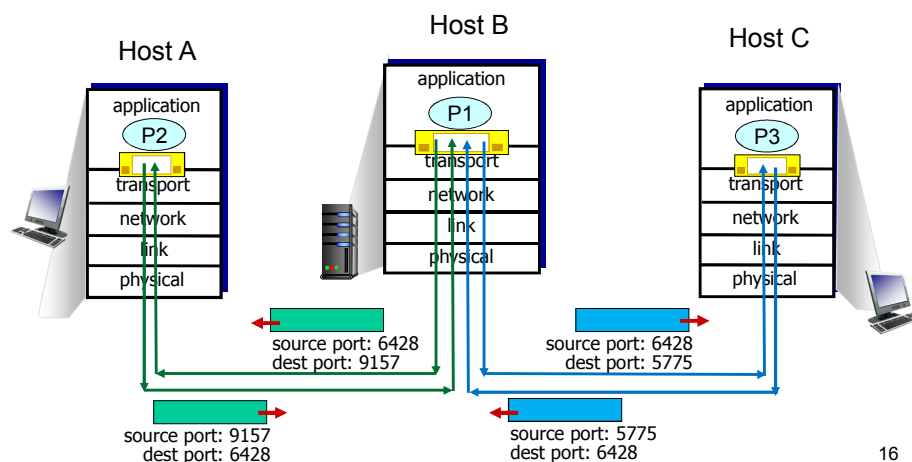 Host A
Host B
Host C
application
P2
transport
network
link
physical
application
P1
transport
network
link
physical
application
P3
transport
network
link
physical
source port: 6428
dest port: 9157
source port: 6428
dest port: 5775
source port: 9157
dest port: 6428
source port: 5775
dest port: 6428
16